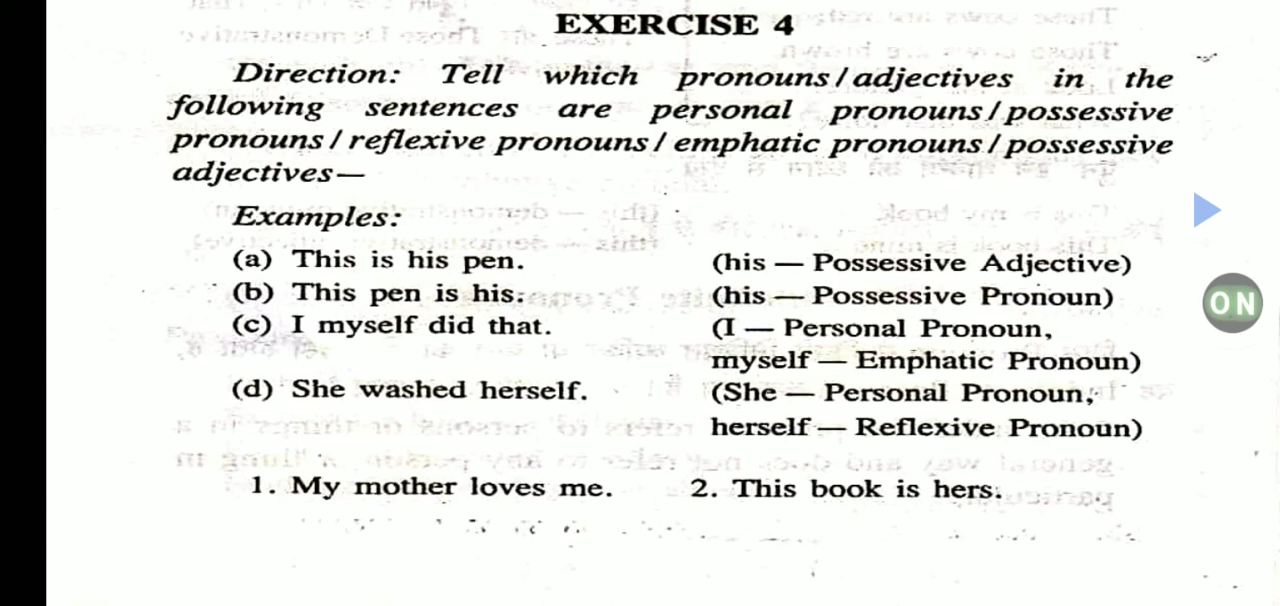 EXERCISE 4
Direction: Tell which pronouns/adjectives in the
following sentences are personal pronouns/possessive
pronouns/reflexive pronouns/emphatic pronouns/possessive
adjectives—
Examples:
(a) This is his pen. (his — Possessive Adjective)
(b) This pen is his. (his — Possessive Pronoun)
(c) I myself did that. (I — Personal Pronoun,
myself — Emphatic Pronoun)
(d) She washed herself. (She — Personal Pronoun,
herself — Reflexive Pronoun)
1. My mother loves me. 2. This book is hers.
ON